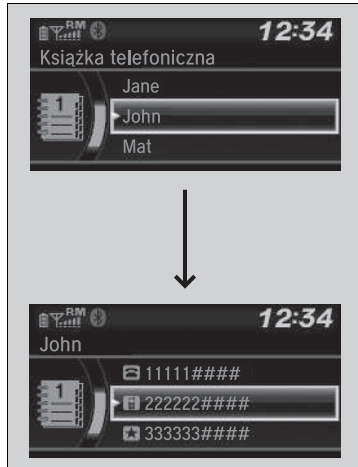 RM 12:34
Książka telefoniczna
Jane
1
John
Mat
RM 12:34
John
11111####
1
222222####
333333####